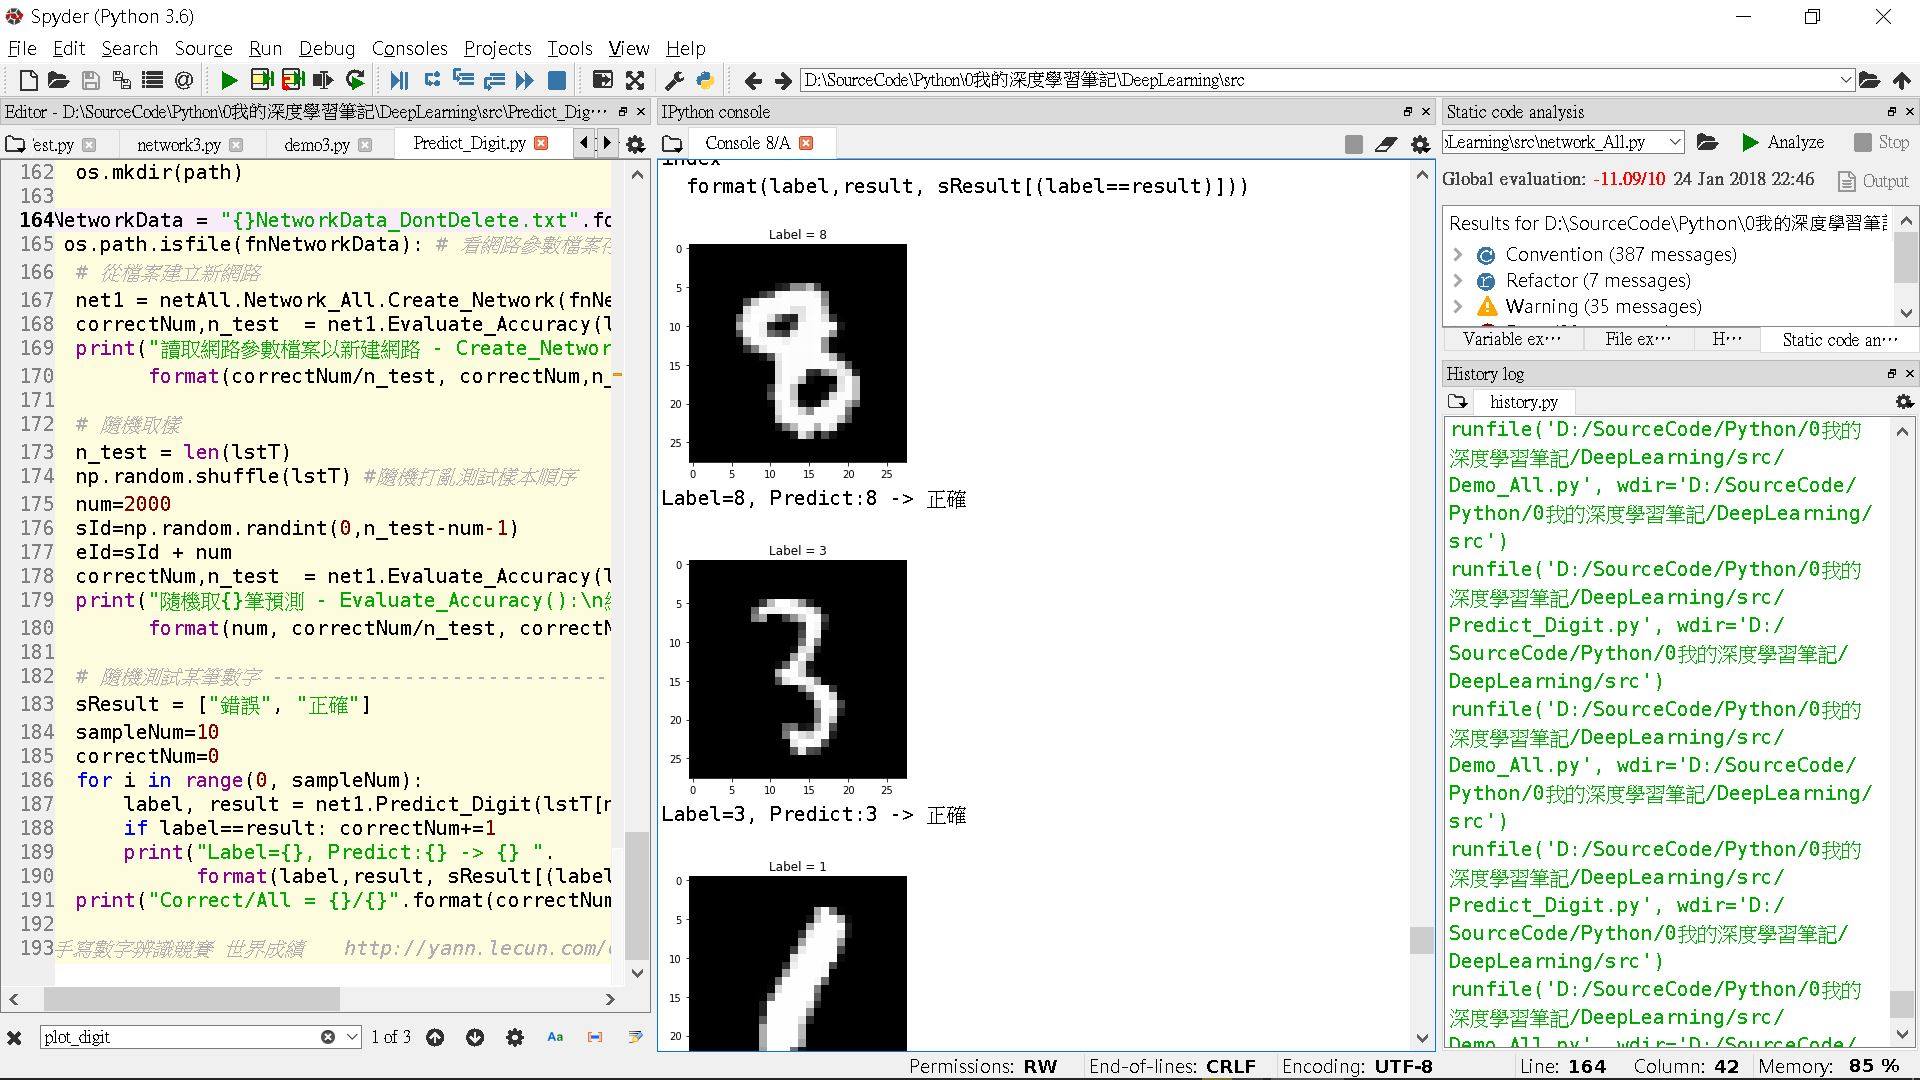 Spyder (Python 3.6)
File Edit Search Source Run Debug Consoles Projects Tools View Help
D:\SourceCode\Python\0我的深度學習筆記\DeepLearning\src
Editor - D:\SourceCode\Python\0我的深度學習筆記\DeepLearning\src\Predict_Dig···
est.py network3.py demo3.py Predict_Digit.py
162 os.mkdir(path)
163
164 NetworkData = "{}NetworkData_DontDelete.txt".fo
165 os.path.isfile(fnNetworkData): # 看網路參數檔案存
166 # 從檔案建立新網路
167 net1 = netAll.Network_All.Create_Network(fnNe
168 correctNum,n_test  = net1.Evaluate_Accuracy(l
169 print("讀取網路參數檔案以新建網路 - Create_Networ
170 format(correctNum/n_test, correctNum,n_
171
172 # 隨機取樣
173 n_test = len(lstT)
174 np.random.shuffle(lstT) #隨機打亂測試樣本順序
175 num=2000
176 sId=np.random.randint(0,n_test-num-1)
177 eId=sId + num
178 correctNum,n_test  = net1.Evaluate_Accuracy(l
179 print("隨機取{}筆預測 - Evaluate_Accuracy():\n
180 format(num, correctNum/n_test, correctN
181
182 # 隨機測試某筆數字 ----------------------------
183 sResult = ["錯誤", "正確"]
184 sampleNum=10
185 correctNum=0
186 for i in range(0, sampleNum):
187 label, result = net1.Predict_Digit(lstT[n
188 if label==result: correctNum+=1
189 print("Label={}, Predict:{} -> {} ".
190 format(label,result, sResult[(label
191 print("Correct/All = {}/{}".format(correctNum
192
193 手寫數字辨識競賽 世界成績   http://yann.lecun.com/
plot_digit 1 of 3 Aa
IPython console
Console 8/A
index
format(label,result, sResult[(label==result)]))
Label = 8
0
5
10
15
20
25
0 5 10 15 20 25
Label=8, Predict:8 -> 正確
Label = 3
0
5
10
15
20
25
0 5 10 15 20 25
Label=3, Predict:3 -> 正確
Label = 1
0
5
10
15
20
Static code analysis
Learning\src\network_All.py Analyze Stop
Global evaluation: -11.09/10 24 Jan 2018 22:46 Output
Results for D:\SourceCode\Python\0我的深度學習筆記
Convention (387 messages)
Refactor (7 messages)
Warning (35 messages)
Variable ex··· File ex··· H··· Static code an···
History log
history.py
runfile('D:/SourceCode/Python/0我的
深度學習筆記/DeepLearning/src/
Demo_All.py', wdir='D:/SourceCode/
Python/0我的深度學習筆記/DeepLearning/
src')
runfile('D:/SourceCode/Python/0我的
深度學習筆記/DeepLearning/src/
Predict_Digit.py', wdir='D:/
SourceCode/Python/0我的深度學習筆記/
DeepLearning/src')
runfile('D:/SourceCode/Python/0我的
深度學習筆記/DeepLearning/src/
Demo_All.py', wdir='D:/SourceCode/
Python/0我的深度學習筆記/DeepLearning/
src')
runfile('D:/SourceCode/Python/0我的
深度學習筆記/DeepLearning/src/
Predict_Digit.py', wdir='D:/
SourceCode/Python/0我的深度學習筆記/
DeepLearning/src')
runfile('D:/SourceCode/Python/0我的
深度學習筆記/DeepLearning/src/
Demo_All.py', wdir='D:/SourceCode/
Permissions: RW End-of-lines: CRLF Encoding: UTF-8 Line: 164 Column: 42 Memory: 85 %